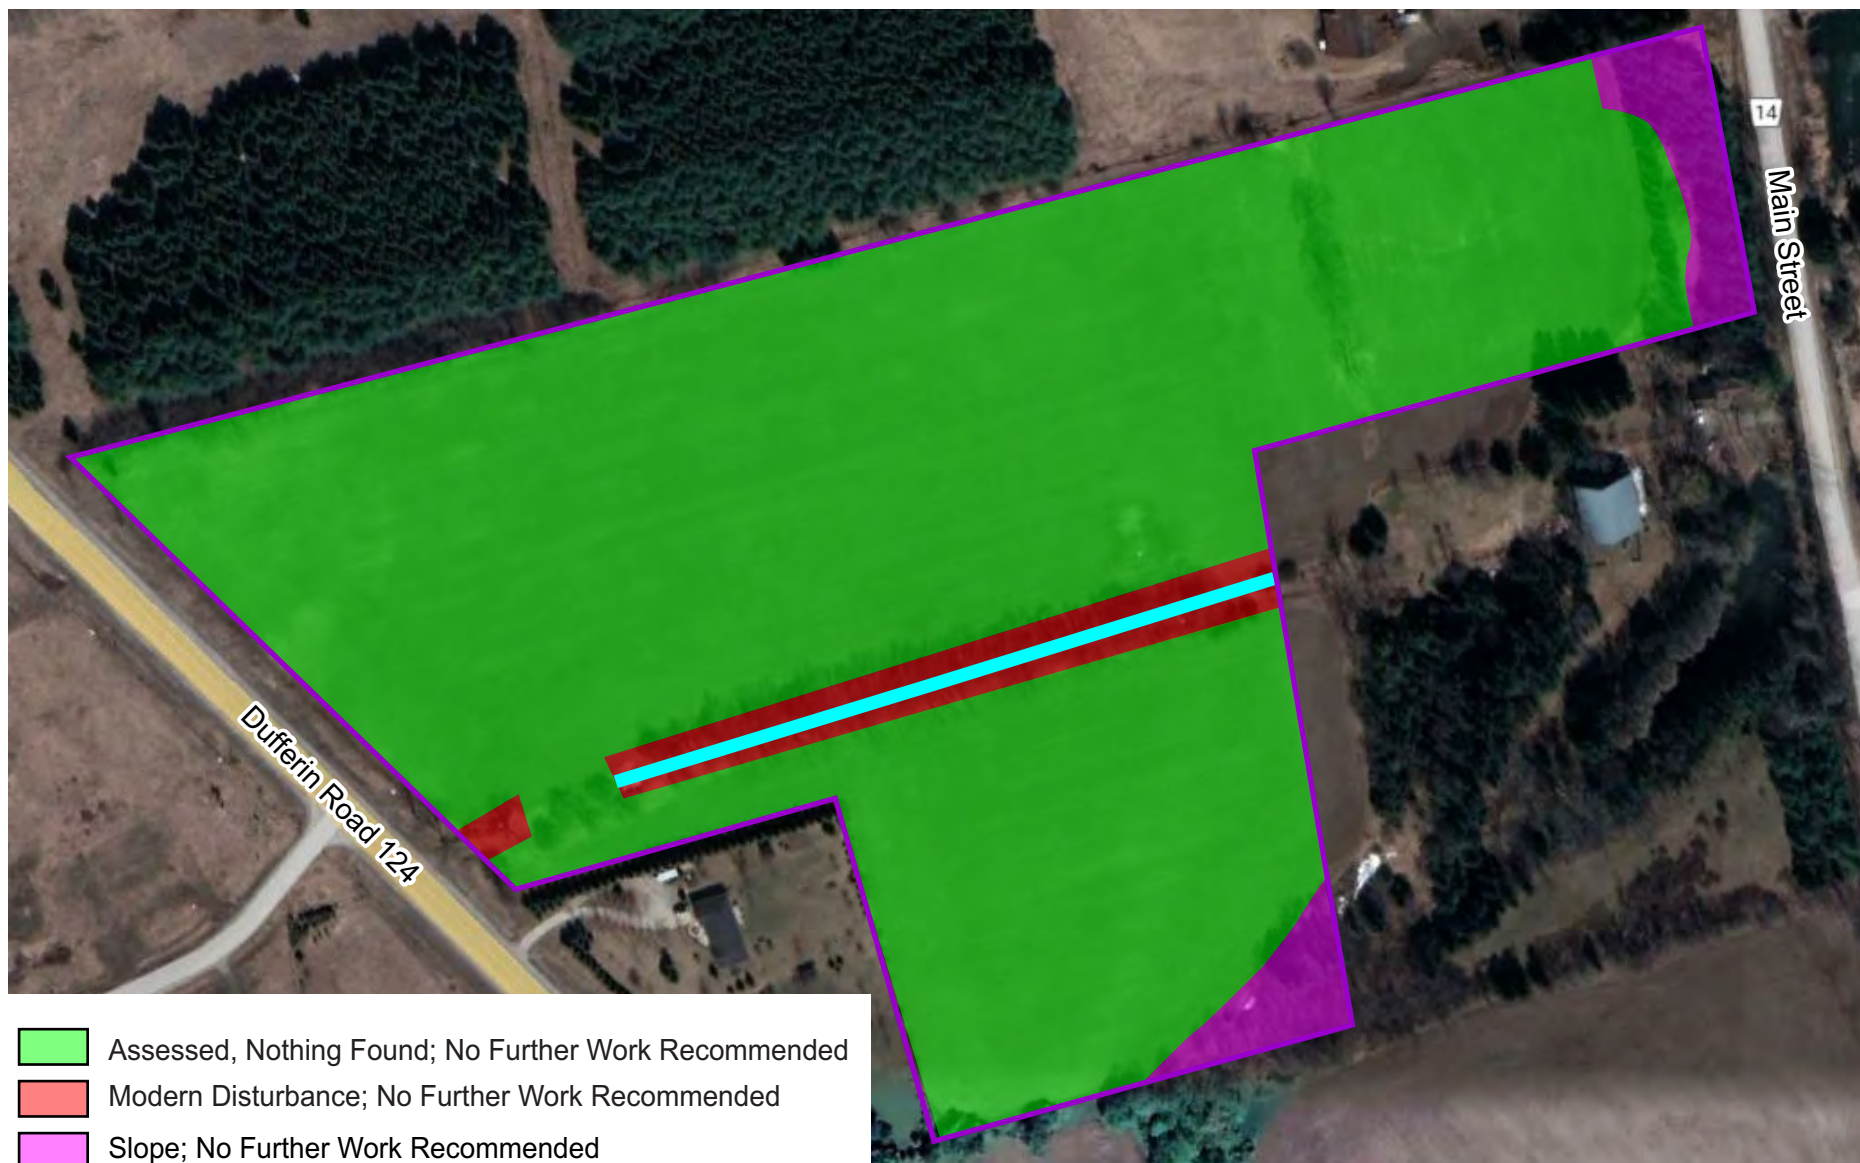 14
Main Street
Dufferin Road 124
Assessed, Nothing Found; No Further Work Recommended
Modern Disturbance; No Further Work Recommended
Slope; No Further Work Recommended